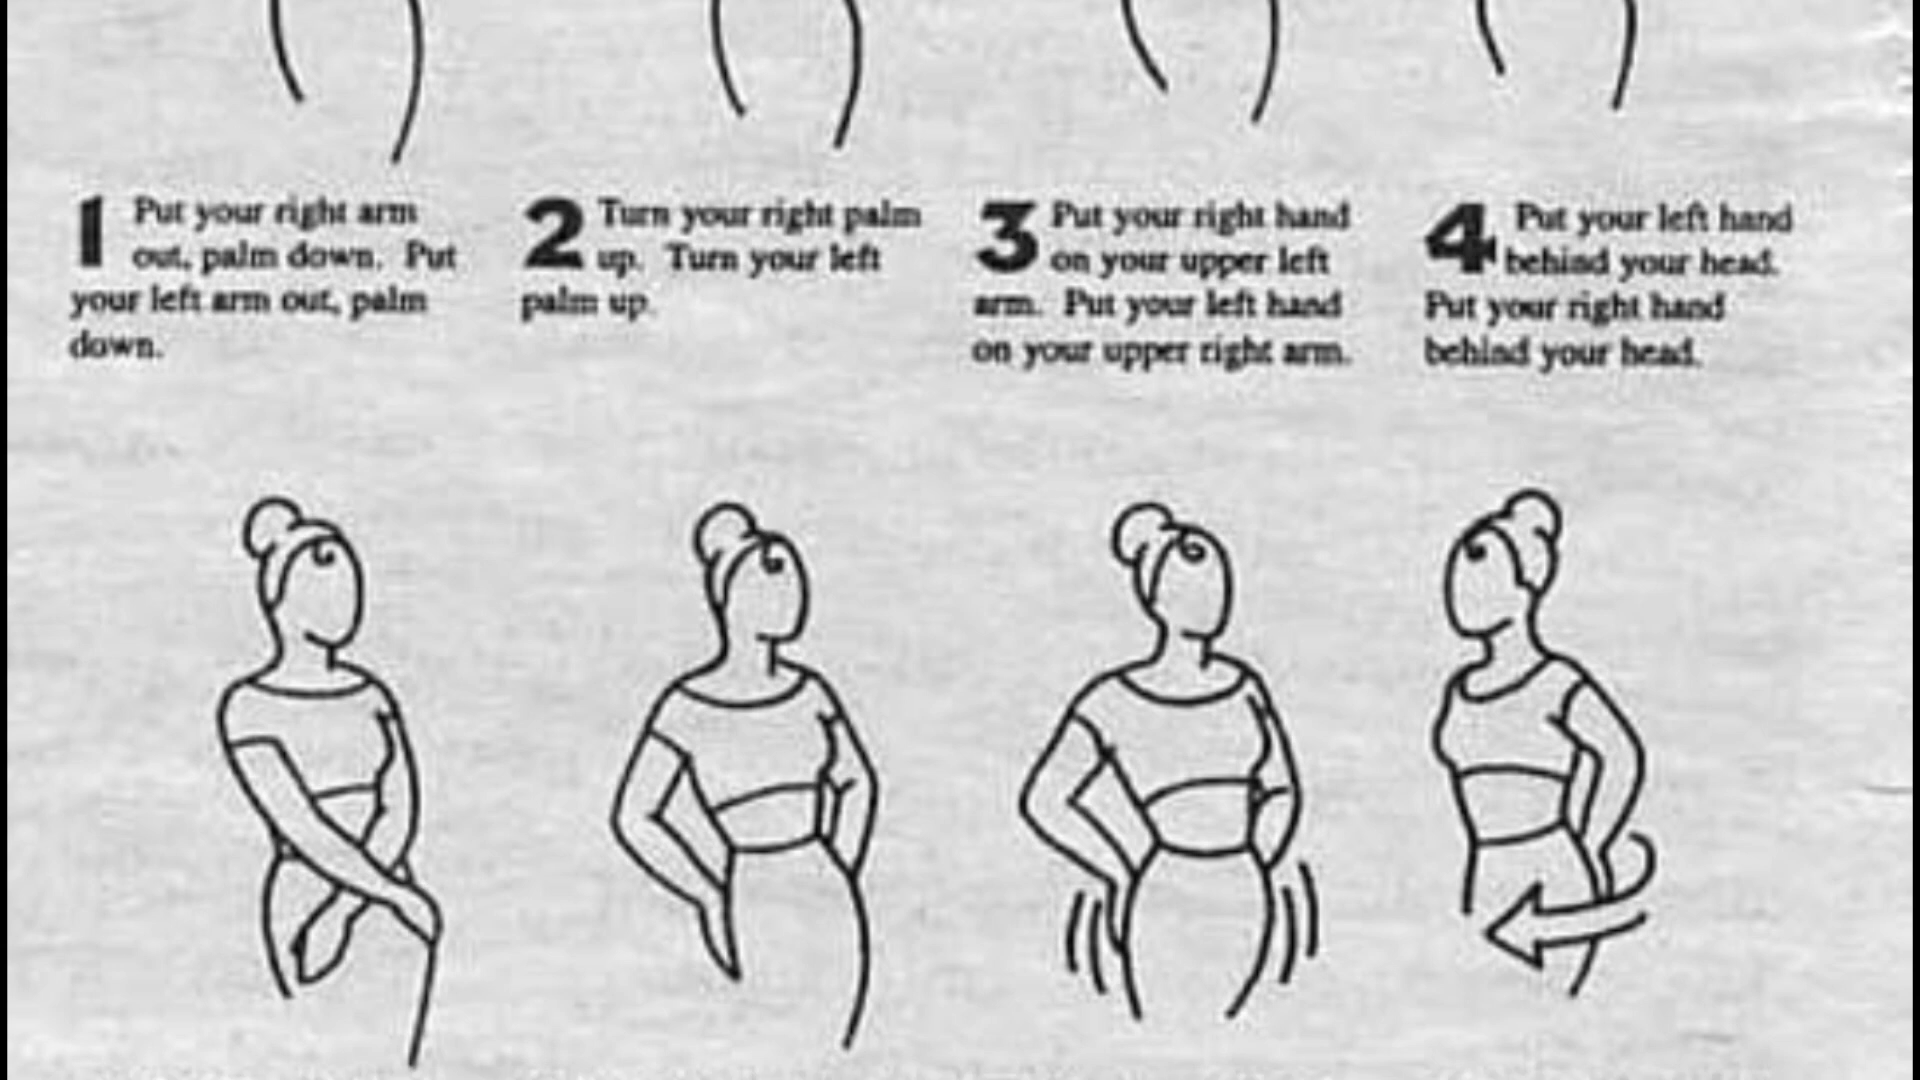 1 Put your right arm
out, palm down. Put
your left arm out, palm
down.
2 Turn your right palm
up. Turn your left
palm up.
3 Put your right hand
on your upper left
arm. Put your left hand
on your upper right arm.
4 Put your left hand
behind your head.
Put your right hand
behind your head.